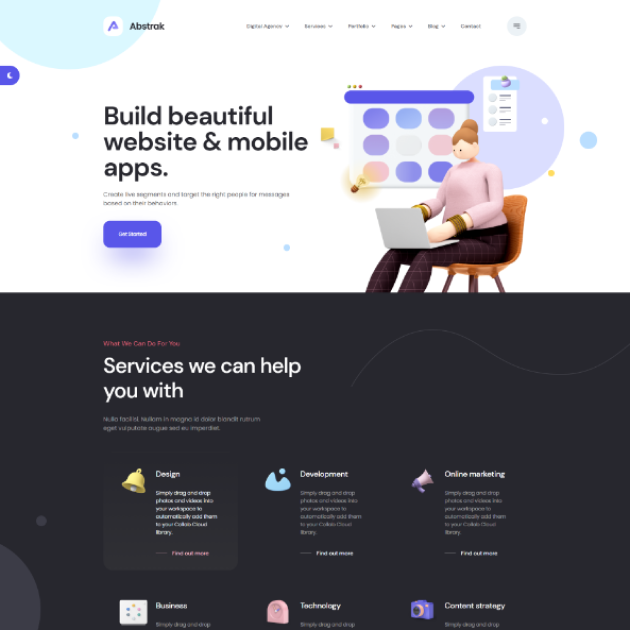 Abstrak
Digital Agency
Services
Portfolio
Pages
Blog
Contact
Build beautiful
website & mobile
apps.
Create live segments and target the right people for messages
based on their behaviors.
Get Started
What We Can Do For You
Services we can help
you with
Nulla facilisi. Nullam in magna id dolor blandit rutrum
eget vulputate augue sed eu imperdiet.
Design
Simply drag and drop
photos and videos into
your workspace to
automatically add them
to your Collab Cloud
library.
Find out more
Development
Simply drag and drop
photos and videos into
your workspace to
automatically add them
to your Collab Cloud
library.
Find out more
Online marketing
Simply drag and drop
photos and videos into
your workspace to
automatically add them
to your Collab Cloud
library.
Find out more
Business
Simply drag and drop
Technology
Simply drag and drop
Content strategy
Simply drag and drop